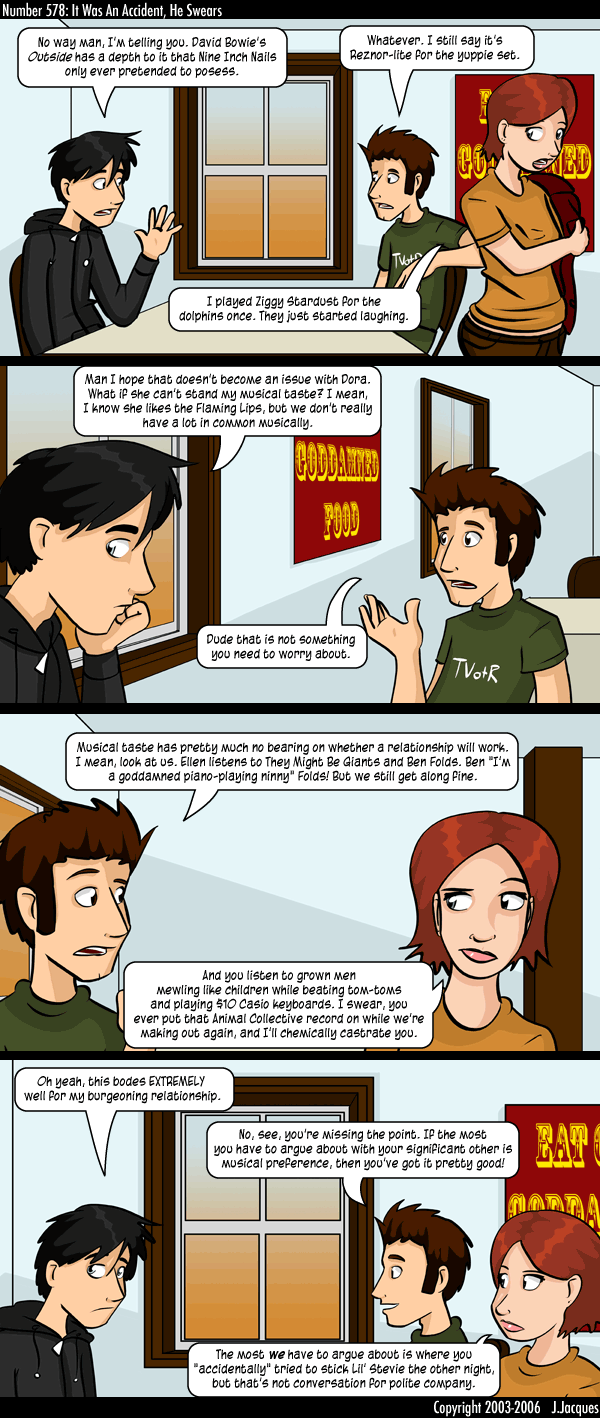 Number 578: It Was An Accident, He Swears
No way man, I'm telling you. David Bowie's
Outside has a depth to it that Nine Inch Nails
only ever pretended to posess.
Whatever. I still say it's
Reznor-lite for the yuppie set.
E
GO NED
TVotR
I played Ziggy Stardust for the
dolphins once. They just started laughing.
Man I hope that doesn't become an issue with Dora.
What if she can't stand my musical taste? I mean,
I know she likes the Flaming Lips, but we don't really
have a lot in common musically.
GODDAMNED
FOOD
Dude that is not something
you need to worry about.
TVotR
Musical taste has pretty much no bearing on whether a relationship will work.
I mean, look at us. Ellen listens to They Might Be Giants and Ben Folds. Ben "I'm
a goddamned piano-playing ninny" Folds! But we still get along fine.
And you listen to grown men
mewling like children while beating tom-toms
and playing $10 Casio keyboards. I swear, you
ever put that Animal Collective record on while we're
making out again, and I'll chemically castrate you.
Oh yeah, this bodes EXTREMELY
well for my burgeoning relationship.
No, see, you're missing the point. If the most
you have to argue about with your significant other is
musical preference, then you've got it pretty good!
EAT
GODDA
The most we have to argue about is where you
"accidentally" tried to stick Lil' Stevie the other night,
but that's not conversation for polite company.
Copyright 2003-2006 J.Jacques